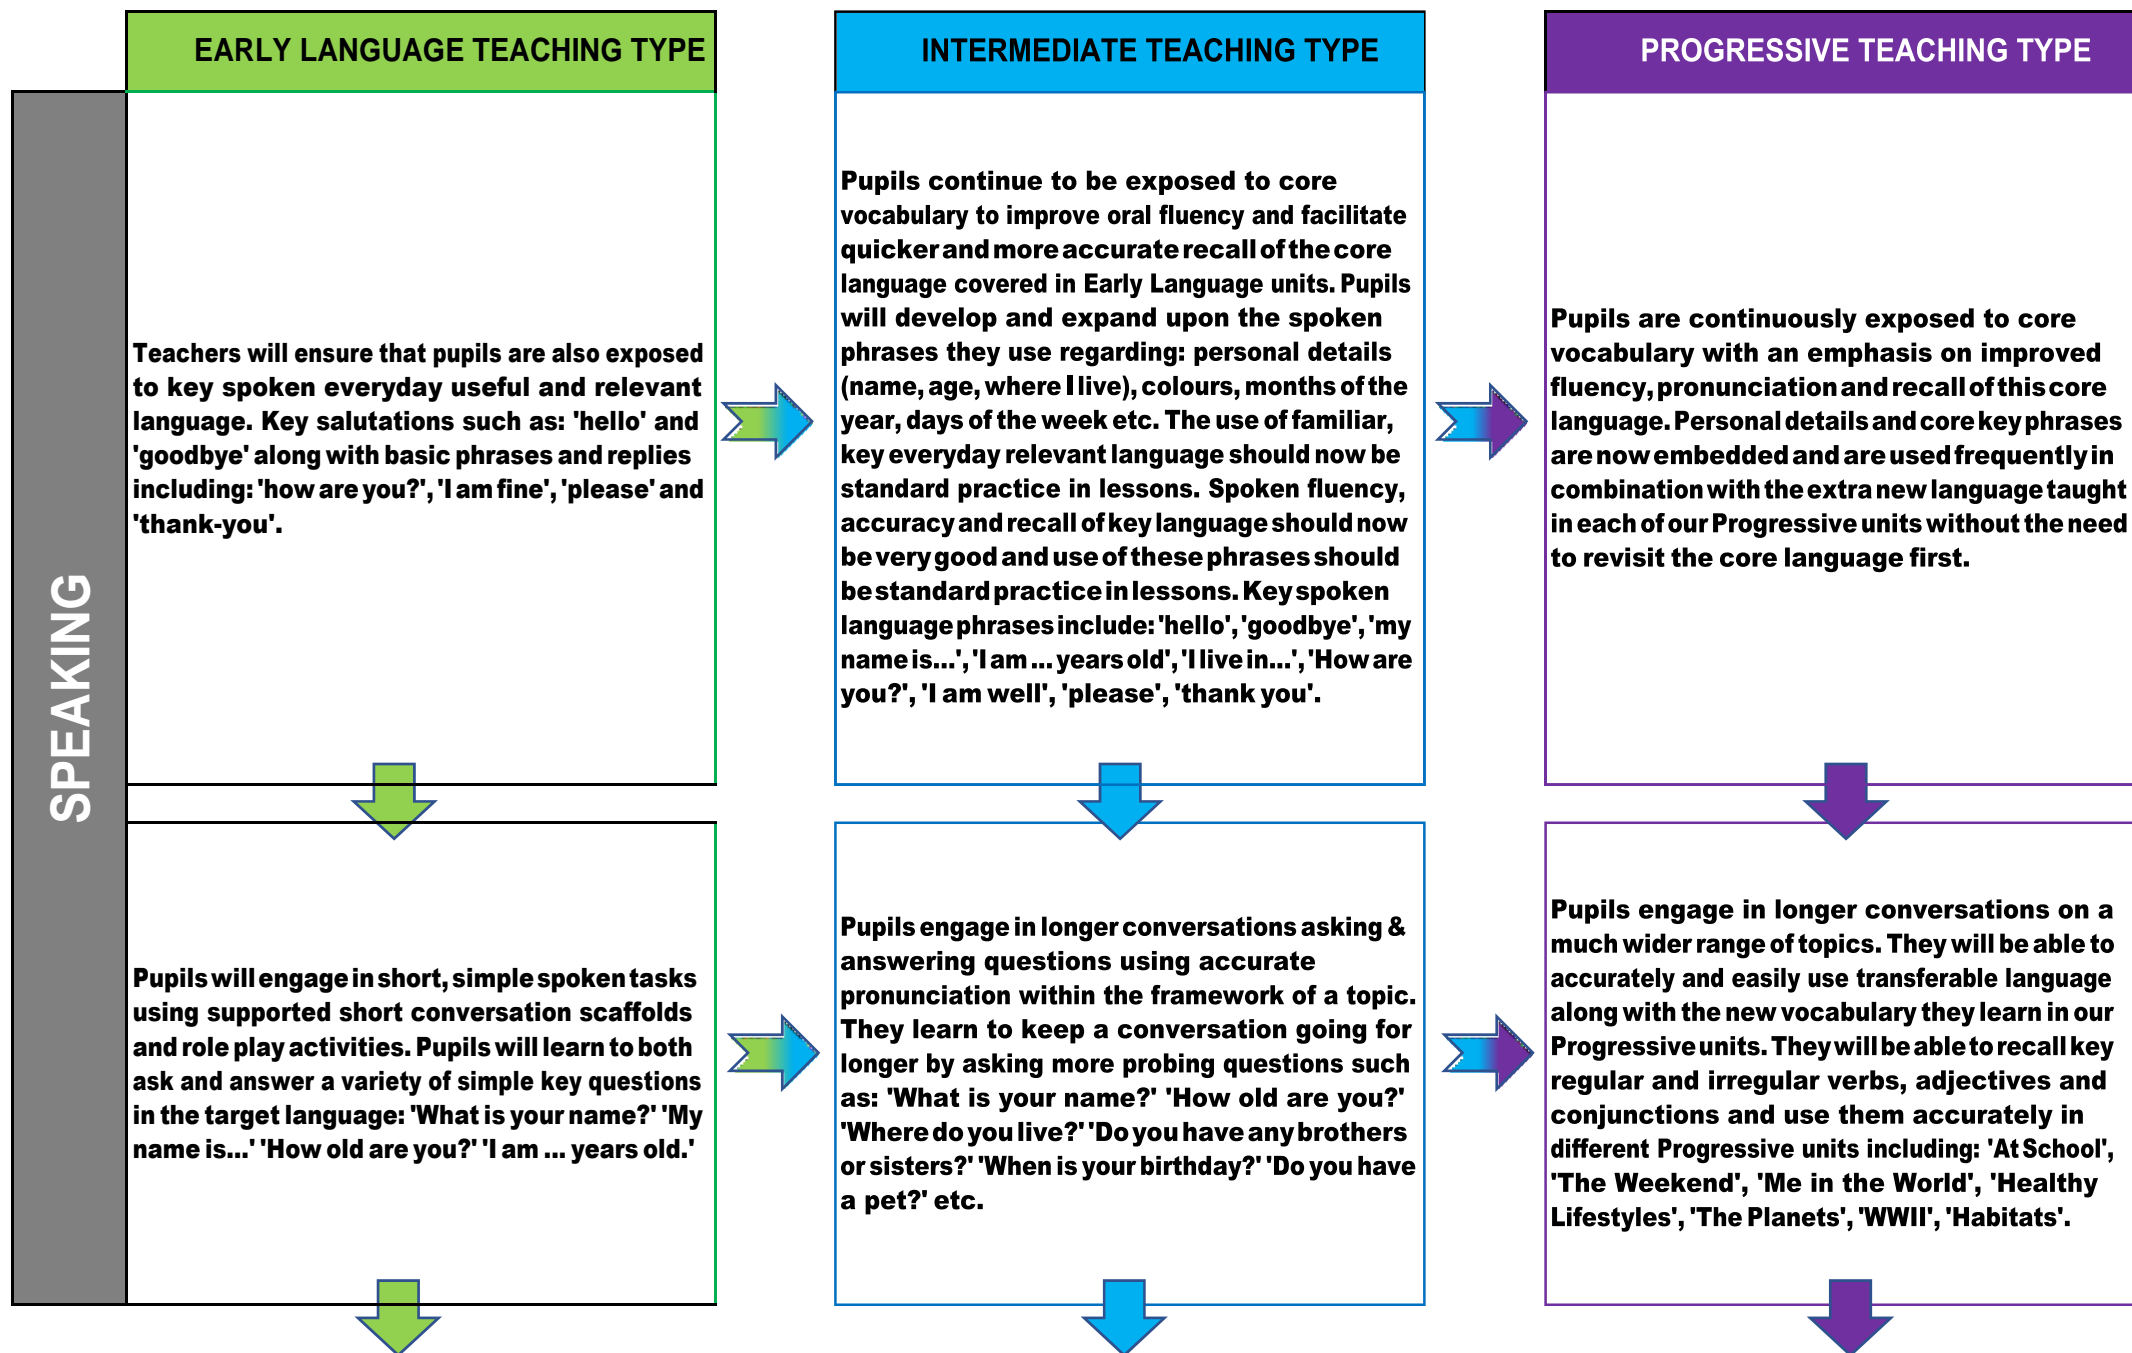 EARLY LANGUAGE TEACHING TYPE
INTERMEDIATE TEACHING TYPE
PROGRESSIVE TEACHING TYPE
SPEAKING
Teachers will ensure that pupils are also exposed
to key spoken everyday useful and relevant
language. Key salutations such as: 'hello' and
'goodbye' along with basic phrases and replies
including: 'how are you?', 'I am fine', 'please' and
'thank-you'.
Pupils continue to be exposed to core
vocabulary to improve oral fluency and facilitate
quicker and more accurate recall of the core
language covered in Early Language units. Pupils
will develop and expand upon the spoken
phrases they use regarding: personal details
(name, age, where I live), colours, months of the
year, days of the week etc. The use of familiar,
key everyday relevant language should now be
standard practice in lessons. Spoken fluency,
accuracy and recall of key language should now
be very good and use of these phrases should
be standard practice in lessons. Key spoken
language phrases include: 'hello', 'goodbye', 'my
name is...', 'I am ... years old', 'I live in...', 'How are
you?', 'I am well', 'please', 'thank you'.
Pupils are continuously exposed to core
vocabulary with an emphasis on improved
fluency, pronunciation and recall of this core
language. Personal details and core key phrases
are now embedded and are used frequently in
combination with the extra new language taught
in each of our Progressive units without the need
to revisit the core language first.
Pupils will engage in short, simple spoken tasks
using supported short conversation scaffolds
and role play activities. Pupils will learn to both
ask and answer a variety of simple key questions
in the target language: 'What is your name?' 'My
name is...' 'How old are you?' 'I am ... years old.'
Pupils engage in longer conversations asking &
answering questions using accurate
pronunciation within the framework of a topic.
They learn to keep a conversation going for
longer by asking more probing questions such
as: 'What is your name?' 'How old are you?'
'Where do you live?' 'Do you have any brothers
or sisters?' 'When is your birthday?' 'Do you have
a pet?' etc.
Pupils engage in longer conversations on a
much wider range of topics. They will be able to
accurately and easily use transferable language
along with the new vocabulary they learn in our
Progressive units. They will be able to recall key
regular and irregular verbs, adjectives and
conjunctions and use them accurately in
different Progressive units including: 'At School',
'The Weekend', 'Me in the World', 'Healthy
Lifestyles', 'The Planets', 'WWII', 'Habitats'.